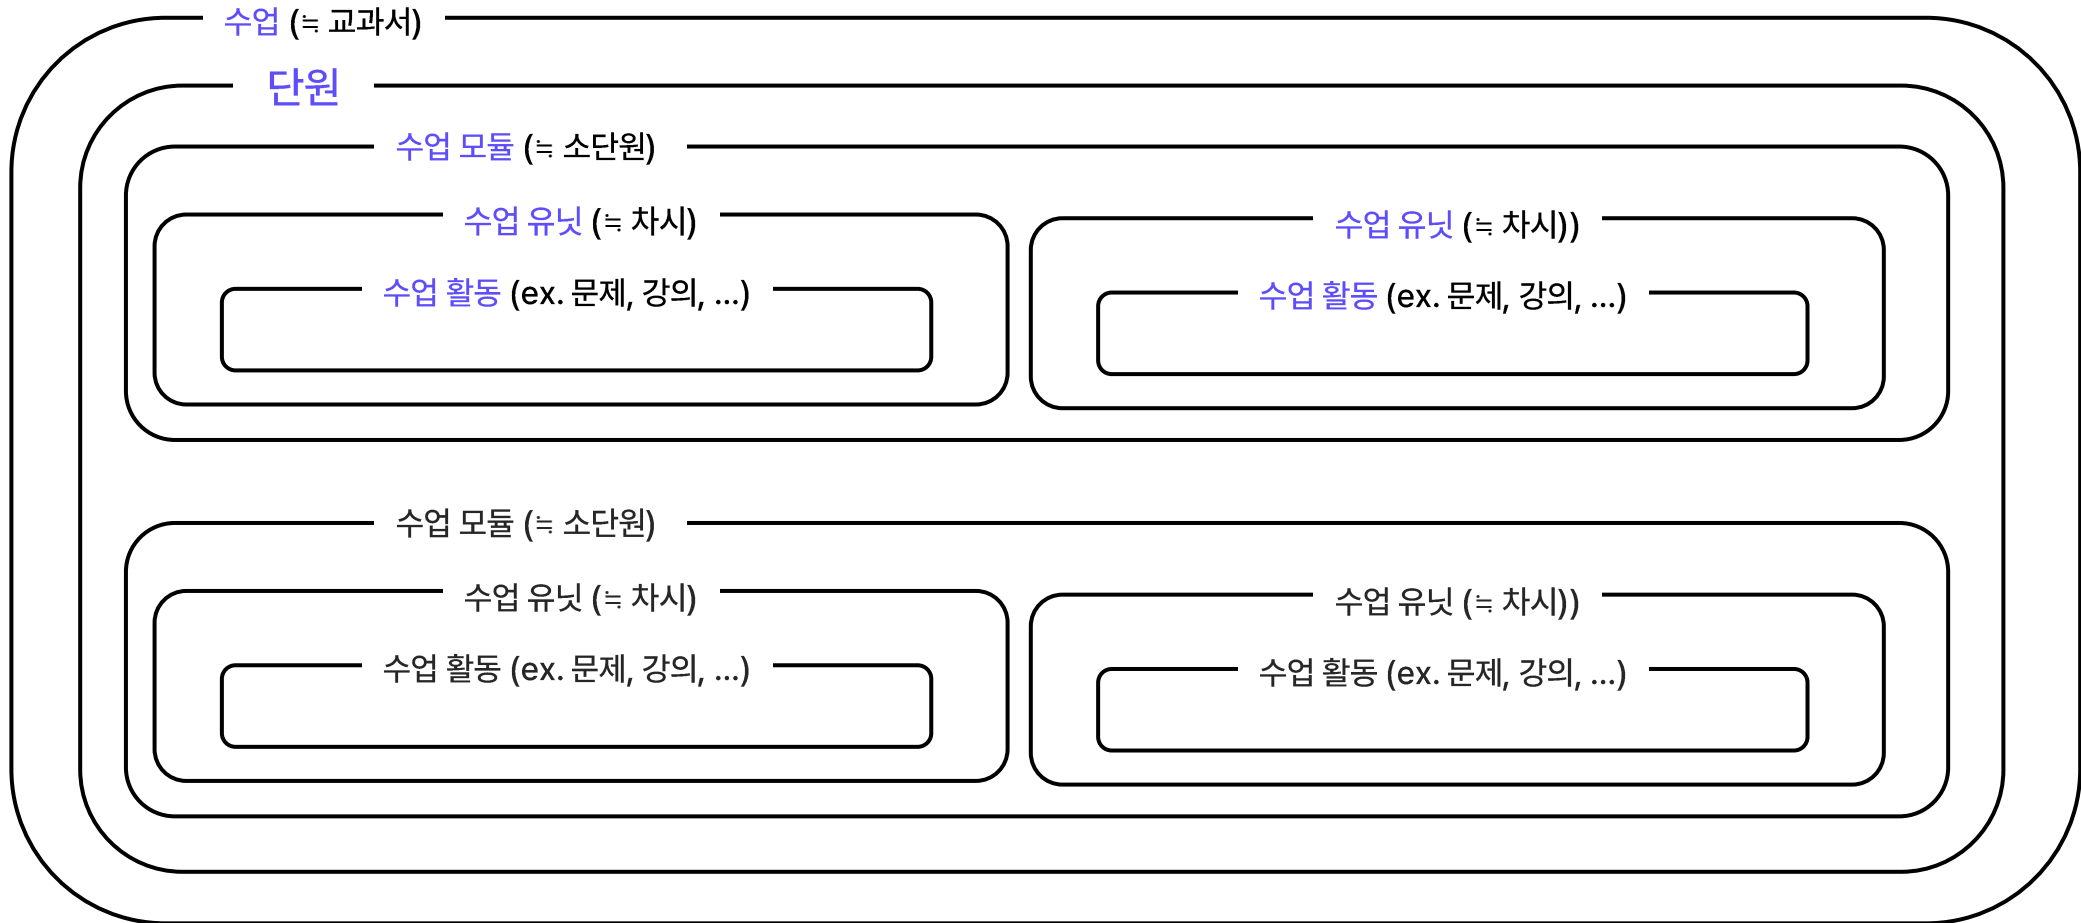 수업 (≒ 교과서)
단원
수업 모듈 (≒ 소단원)
수업 유닛 (≒ 차시)
수업 유닛 (≒ 차시))
수업 활동 (ex. 문제, 강의, ...)
수업 활동 (ex. 문제, 강의, ...)
수업 모듈 (≒ 소단원)
수업 유닛 (≒ 차시)
수업 유닛 (≒ 차시))
수업 활동 (ex. 문제, 강의, ...)
수업 활동 (ex. 문제, 강의, ...)